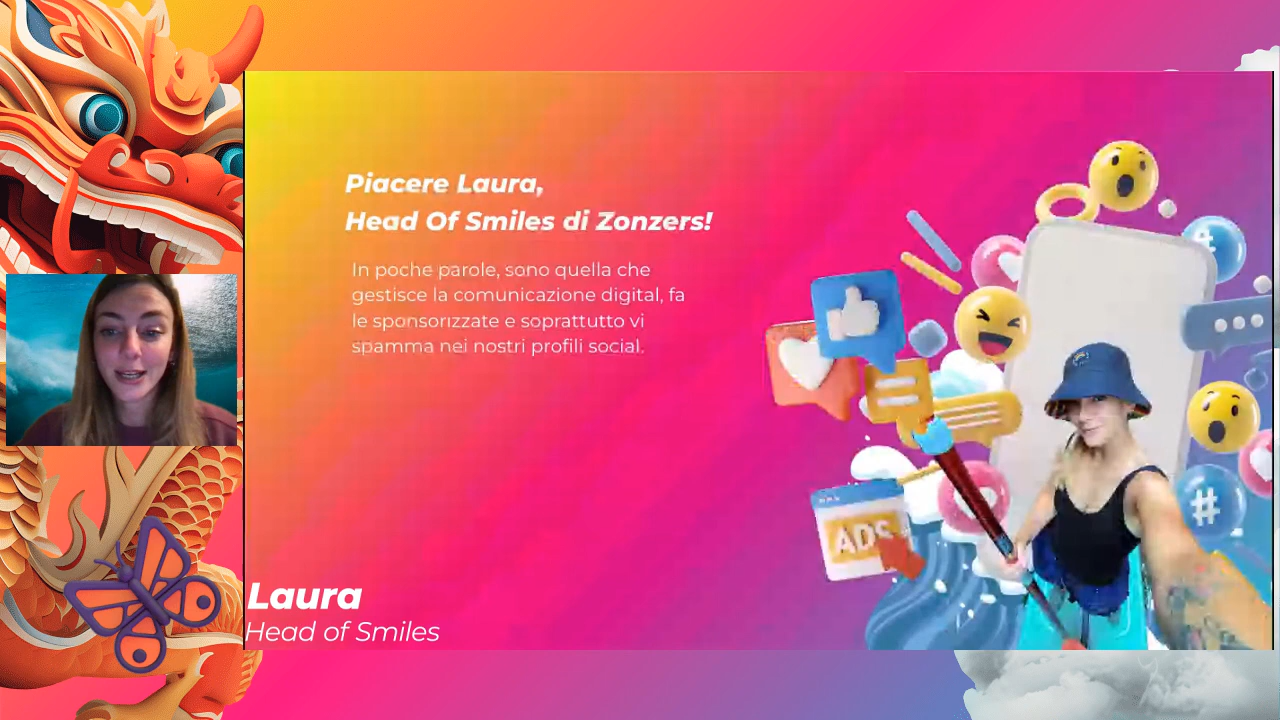 Piacere Laura,
Head Of Smiles di Zonzers!
In poche parole, sono quella che
gestisce la comunicazione digital, fa
le sponsorizzate e soprattutto vi
spamma nei nostri profili social.
#
#
ADS
Laura
Head of Smiles